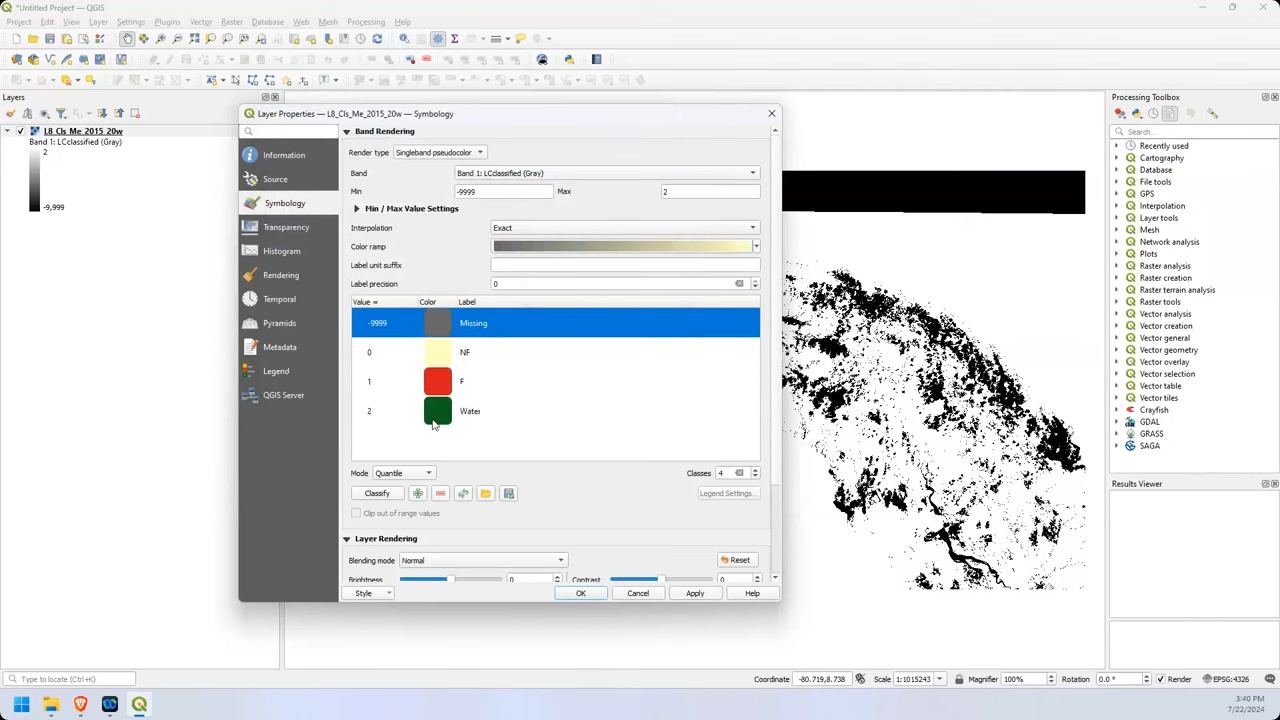 *Untitled Project — QGIS
Project Edit View Layer Settings Plugins Vector Raster Database Web Mesh Processing Help
Layers
L8_Cls_Me_2015_20w
Band 1: LCclassified (Gray)
2
-9,999
Layer Properties — L8_Cls_Me_2015_20w — Symbology
Information
Source
Symbology
Transparency
Histogram
Rendering
Temporal
Pyramids
Metadata
Legend
QGIS Server
Band Rendering
Render type Singleband pseudocolor
Band Band 1: LCclassified (Gray)
Min -9999 Max 2
Min / Max Value Settings
Interpolation Exact
Color ramp
Label unit suffix
Label precision 0
Value = Color Label
-9999 Missing
0 NF
1 F
2 Water
Mode Quantile Classes 4
Classify Legend Settings...
Clip out of range values
Layer Rendering
Blending mode Normal Reset
Brightness 0 Contrast 0
Style OK Cancel Apply Help
Processing Toolbox
Search...
Recently used
Cartography
Database
File tools
GPS
Interpolation
Layer tools
Mesh
Network analysis
Plots
Raster analysis
Raster creation
Raster terrain analysis
Raster tools
Vector analysis
Vector creation
Vector general
Vector geometry
Vector overlay
Vector selection
Vector table
Vector tiles
Crayfish
GDAL
GRASS
SAGA
Results Viewer
Type to locate (Ctrl+K) Coordinate -80.719,8.738 Scale 1:1015243 Magnifier 100% Rotation 0.0 ° Render EPSG:4326
3:40 PM
7/22/2024